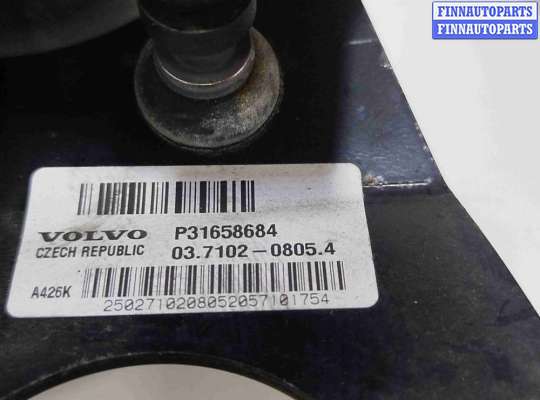 FINNAUTOPARTS
FINNAUTOPARTS
VOLVO P31658684
CZECH REPUBLIC 03.7102-0805.4
A426K
2502710208052057101754